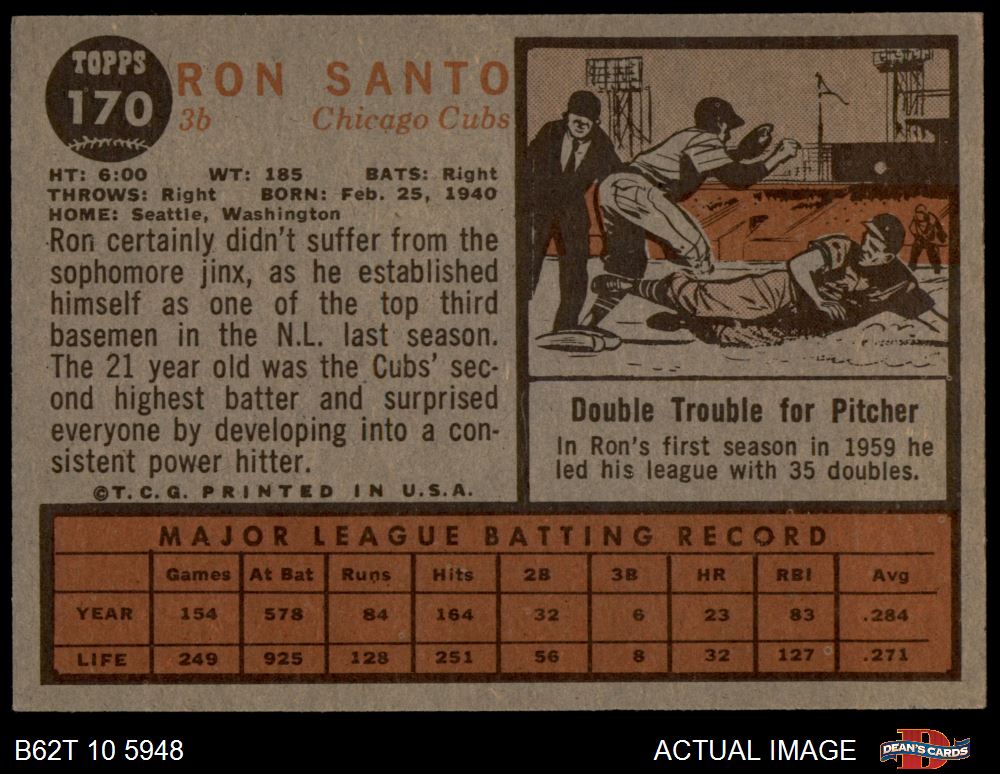 TOPPS
170
RON SANTO
3b Chicago Cubs
HT: 6:00 WT: 185 BATS: Right
THROWS: Right BORN: Feb. 25, 1940
HOME: Seattle, Washington
Ron certainly didn't suffer from the
sophomore jinx, as he established
himself as one of the top third
basemen in the N.L. last season.
The 21 year old was the Cubs' sec-
ond highest batter and surprised
everyone by developing into a con-
sistent power hitter.
©T.C.G. PRINTED IN U.S.A.
Double Trouble for Pitcher
In Ron's first season in 1959 he
led his league with 35 doubles.
MAJOR LEAGUE BATTING RECORD
Games At Bat Runs Hits 2B 3B HR RBI Avg
YEAR 154 578 84 164 32 6 23 83 .284
LIFE 249 925 128 251 56 8 32 127 .271
B62T 10 5948 ACTUAL IMAGE DEAN'S CARDS